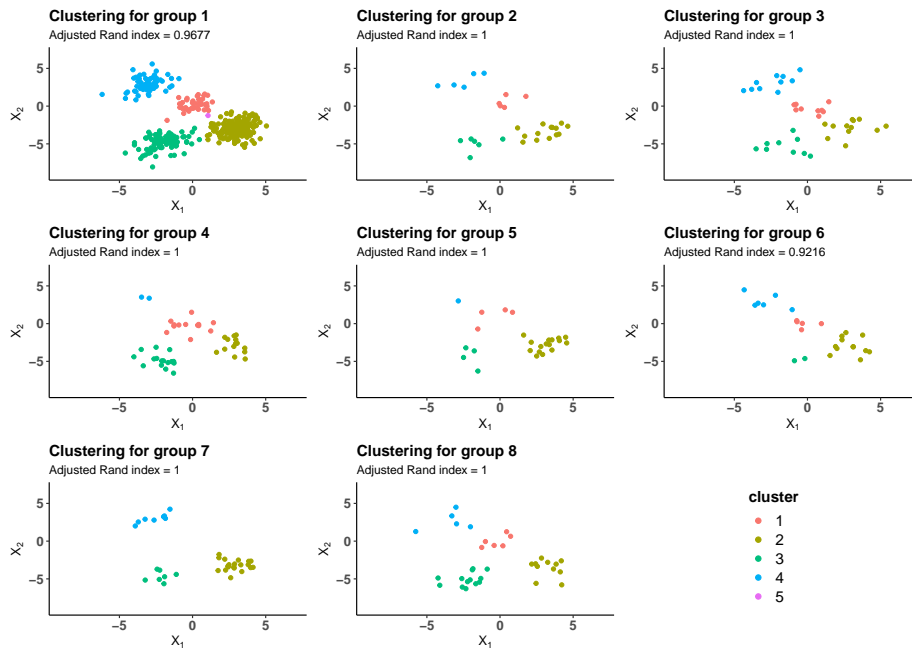 Clustering for group 1
Adjusted Rand index = 0.9677
X₂
5
0
−5
−5
0
5
X₁
Clustering for group 2
Adjusted Rand index = 1
X₂
5
0
−5
−5
0
5
X₁
Clustering for group 3
Adjusted Rand index = 1
X₂
5
0
−5
−5
0
5
X₁
Clustering for group 4
Adjusted Rand index = 1
X₂
5
0
−5
−5
0
5
X₁
Clustering for group 5
Adjusted Rand index = 1
X₂
5
0
−5
−5
0
5
X₁
Clustering for group 6
Adjusted Rand index = 0.9216
X₂
5
0
−5
−5
0
5
X₁
Clustering for group 7
Adjusted Rand index = 1
X₂
5
0
−5
−5
0
5
X₁
Clustering for group 8
Adjusted Rand index = 1
X₂
5
0
−5
−5
0
5
X₁
cluster
1
2
3
4
5